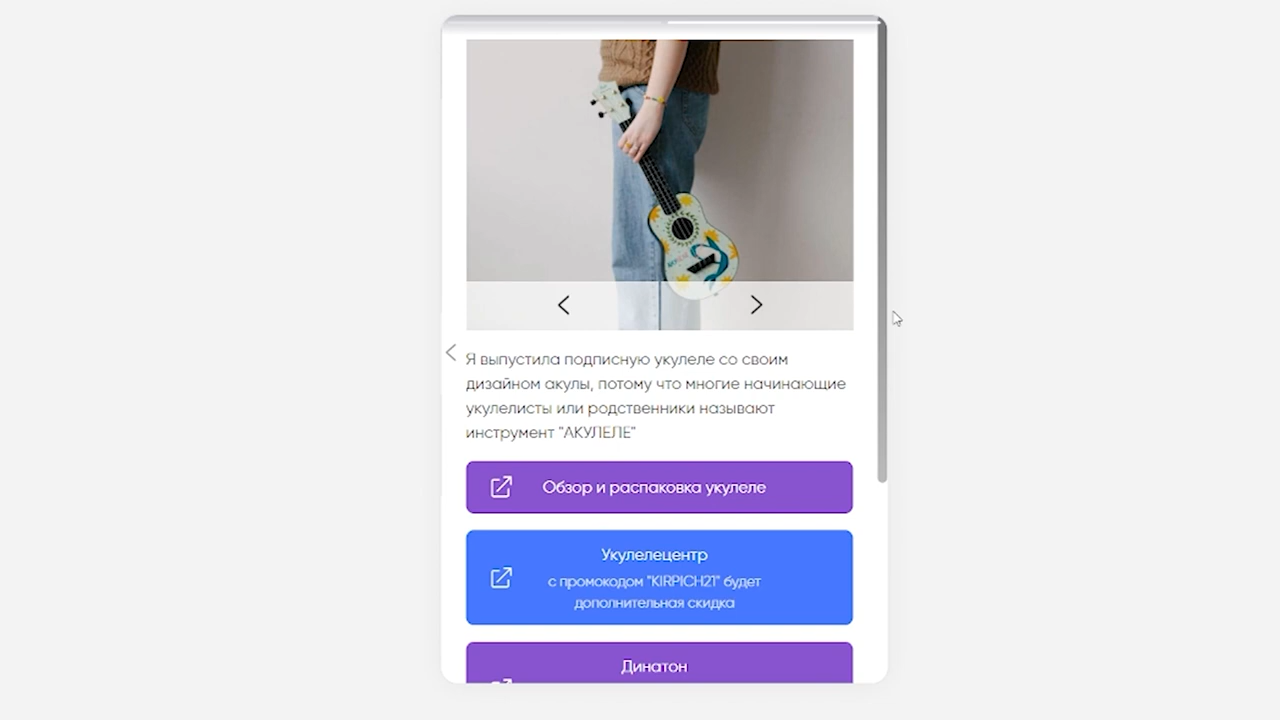 Я выпустила подписную укулеле со своим
дизайном акулы, потому что многие начинающие
укулелисты или родственники называют
инструмент "АКУЛЕЛЕ"
Обзор и распаковка укулеле
Укулелецентр
с промокодом "KIRPICH21" будет
дополнительная скидка
Динатон